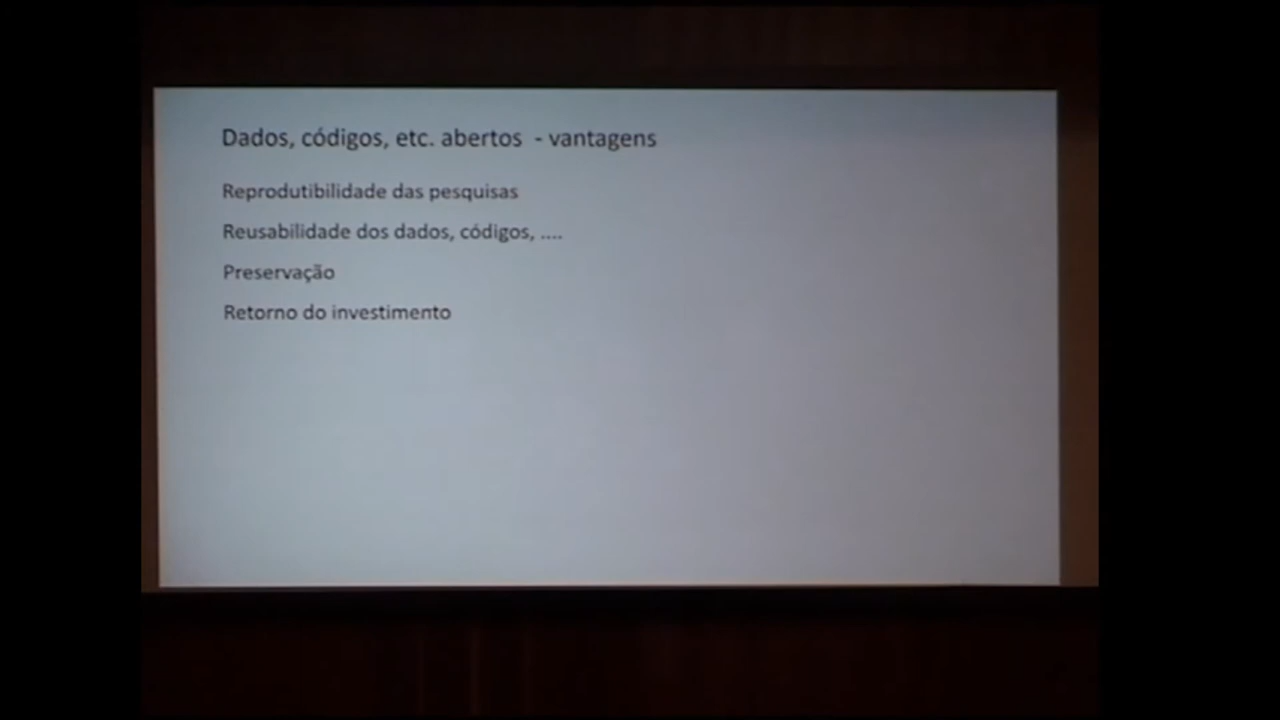 Dados, códigos, etc. abertos - vantagens
Reprodutibilidade das pesquisas
Reusabilidade dos dados, códigos, ....
Preservação
Retorno do investimento